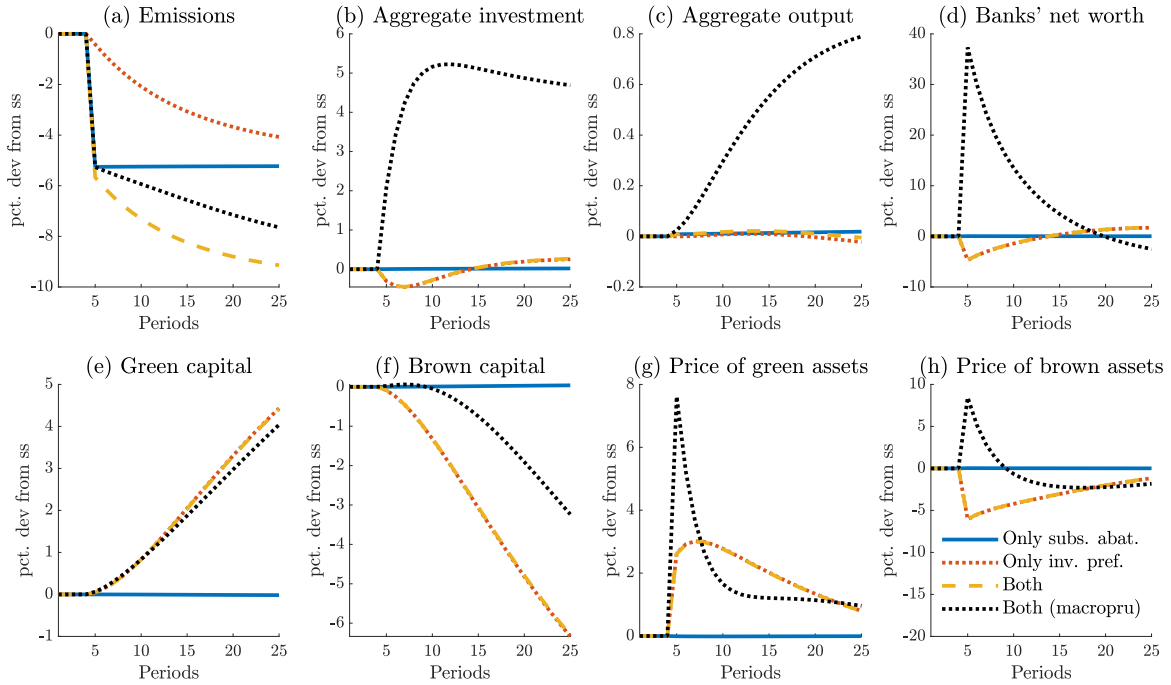 (a) Emissions
pct. dev from ss
0
-2
-4
-6
-8
-10
5 10 15 20 25
Periods
(b) Aggregate investment
pct. dev from ss
6
5
4
3
2
1
0
5 10 15 20 25
Periods
(c) Aggregate output
pct. dev from ss
0.8
0.6
0.4
0.2
0
-0.2
5 10 15 20 25
Periods
(d) Banks' net worth
pct. dev from ss
40
30
20
10
0
-10
5 10 15 20 25
Periods
(e) Green capital
pct. dev from ss
5
4
3
2
1
0
-1
5 10 15 20 25
Periods
(f) Brown capital
pct. dev from ss
0
-1
-2
-3
-4
-5
-6
5 10 15 20 25
Periods
(g) Price of green assets
pct. dev from ss
8
6
4
2
0
5 10 15 20 25
Periods
(h) Price of brown assets
pct. dev from ss
10
5
0
-5
-10
-15
-20
5 10 15 20 25
Periods
Only subs. abat.
Only inv. pref.
Both
Both (macropru)